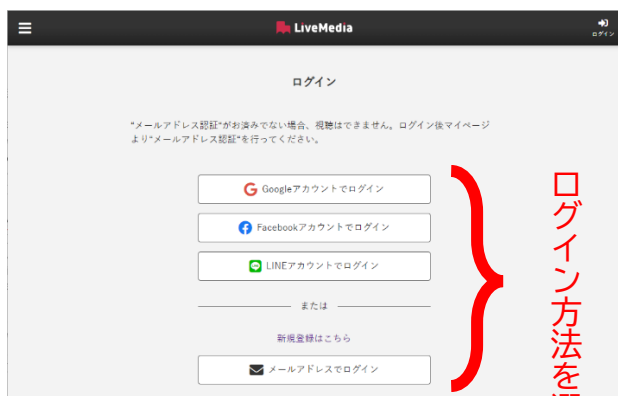 LiveMedia
ログイン
ログイン
"メールアドレス認証"がお済みでない場合、視聴はできません。ログイン後マイページ
より"メールアドレス認証"を行ってください。
Googleアカウントでログイン
Facebookアカウントでログイン
LINEアカウントでログイン
または
新規登録はこちら
メールアドレスでログイン
ログイン方法を